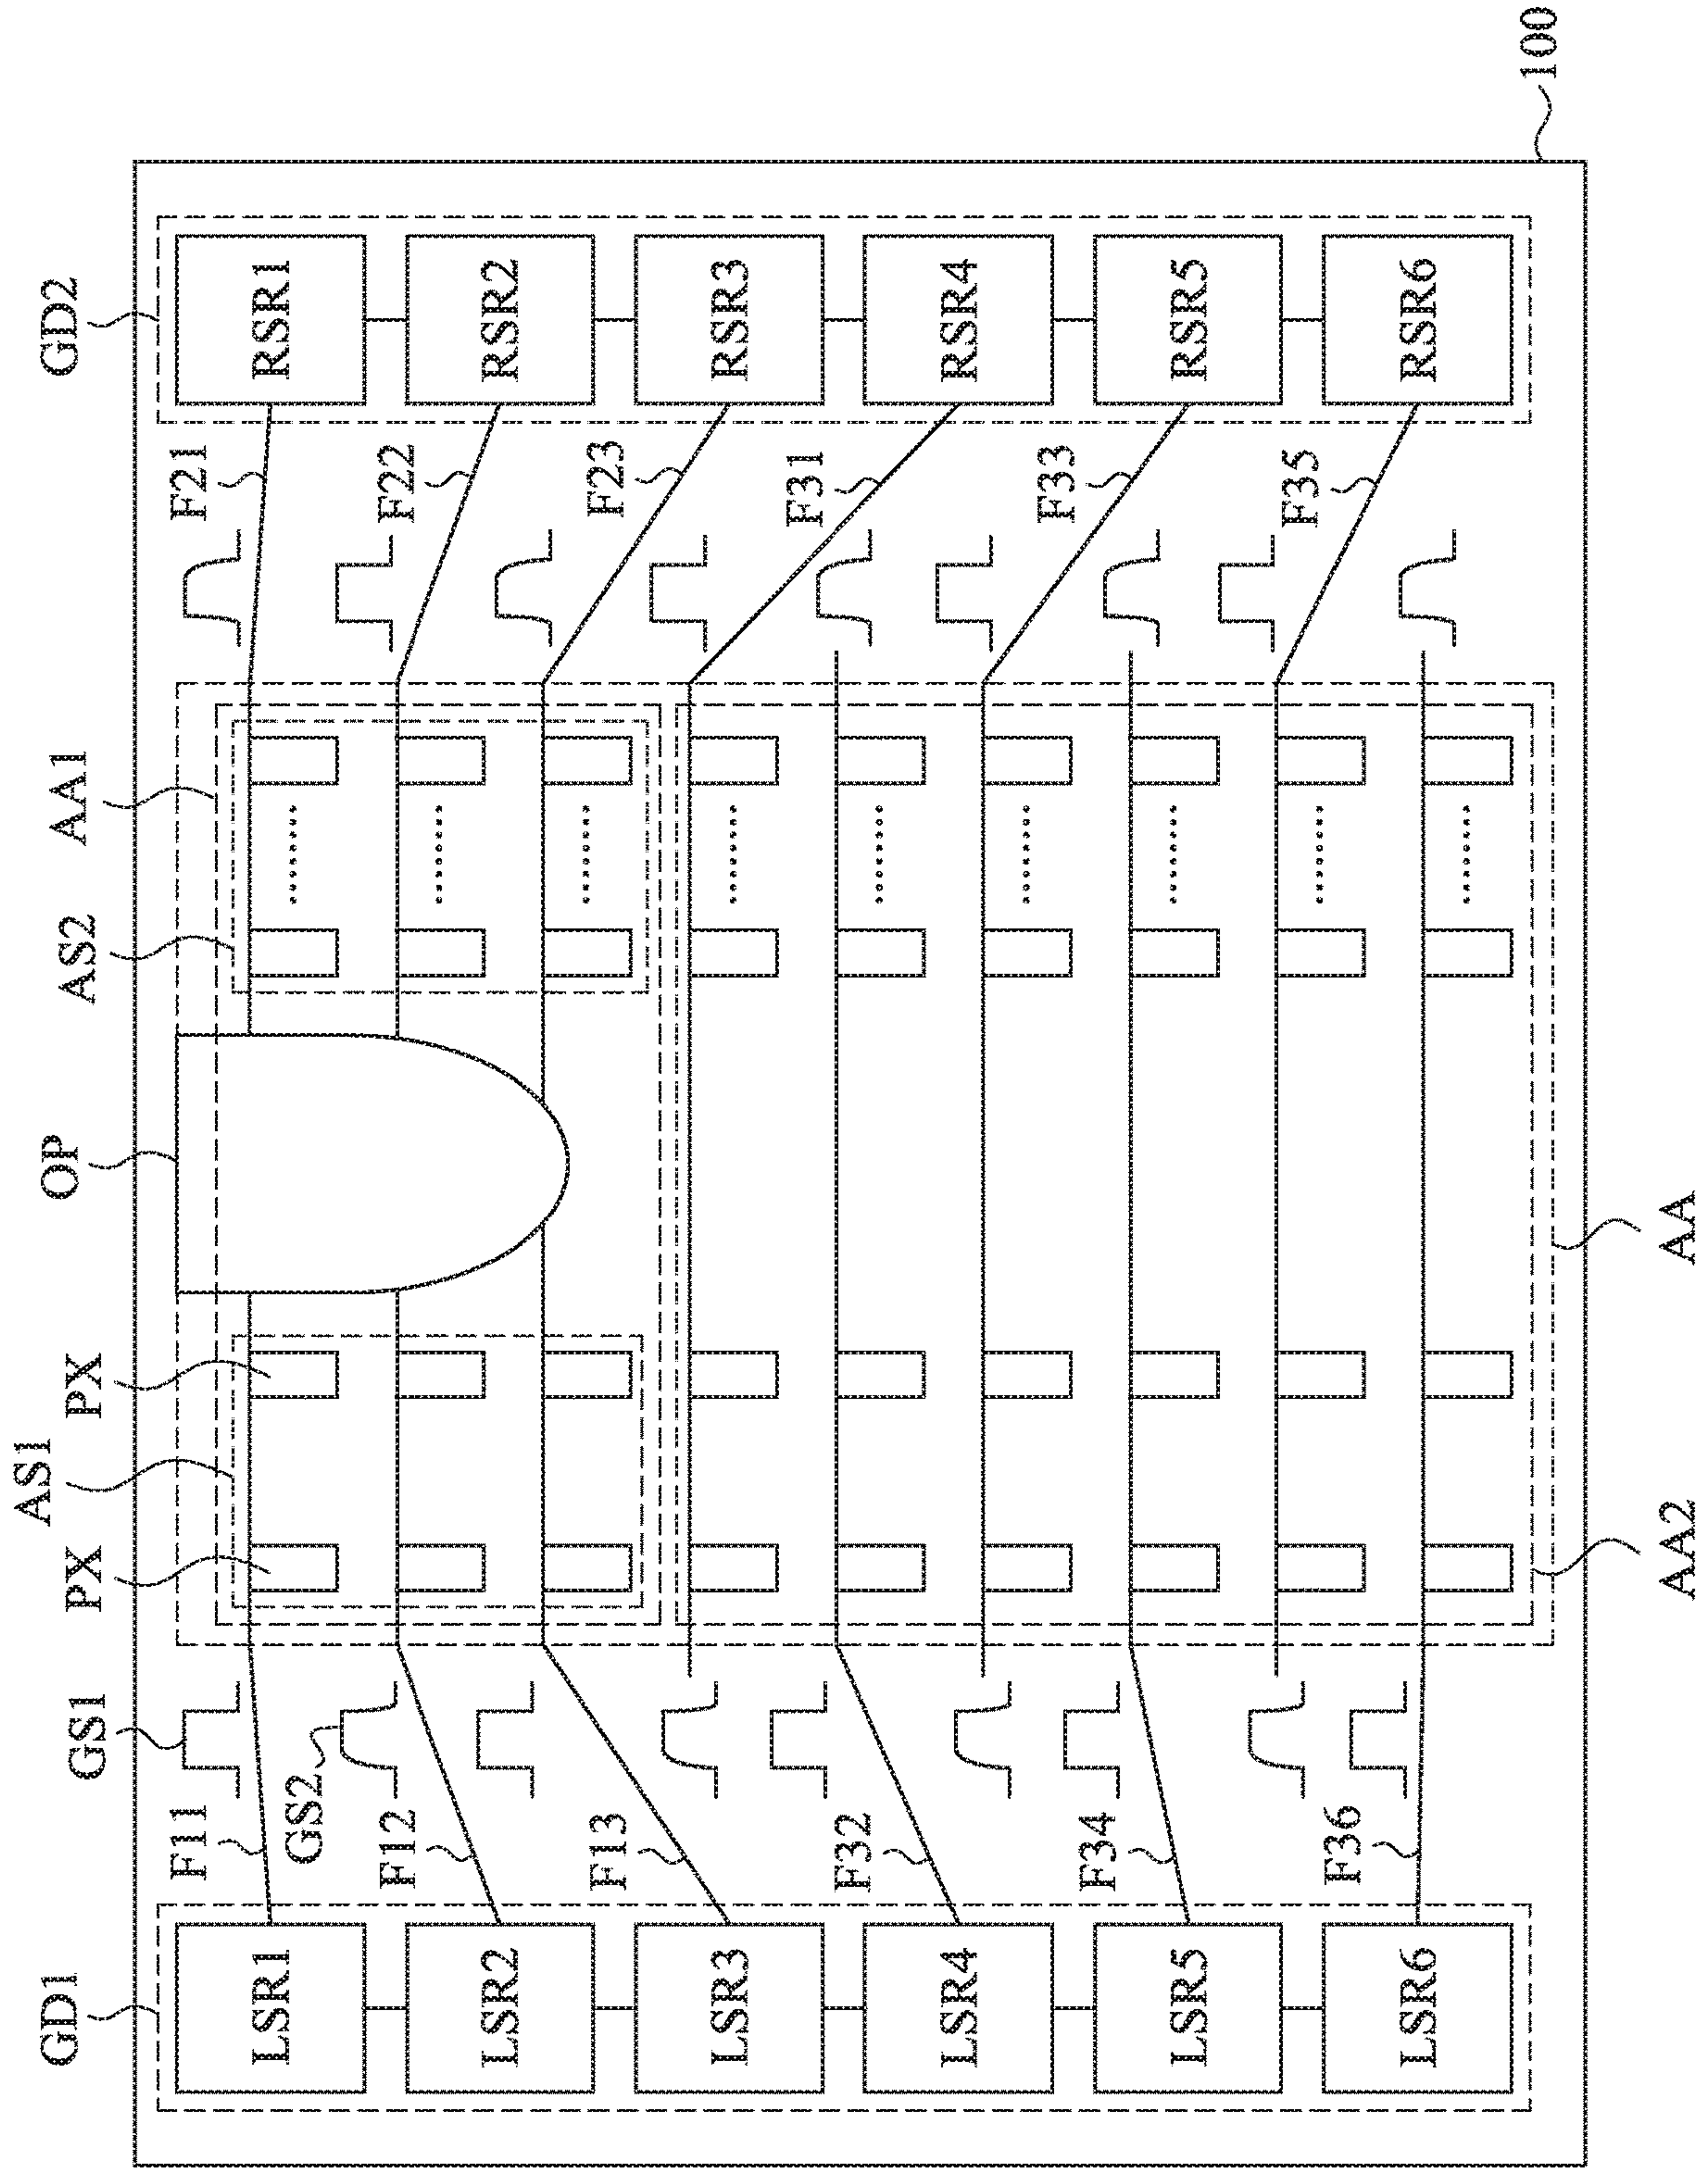 100
GD2
RSR1
RSR2
RSR3
RSR4
RSR5
RSR6
F21
F22
F23
F31
F33
F35
AA1
AS2
OP
PX
AS1
PX
AA
AA2
GS1
GS2
F11
F12
F13
F32
F34
F36
GD1
LSR1
LSR2
LSR3
LSR4
LSR5
LSR6